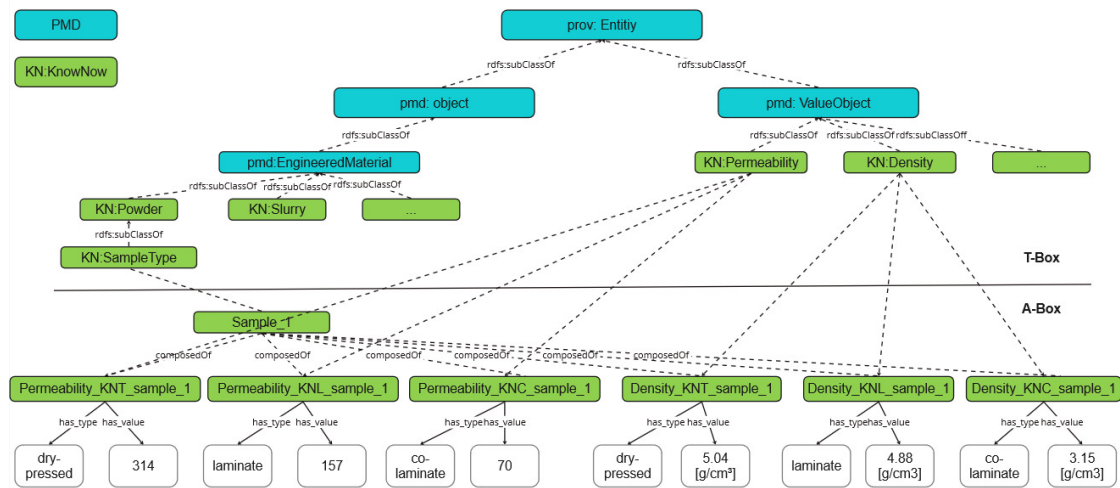 PMD
prov: Entitiy
KN:KnowNow
rdfs:subClassOf
rdfs:subClassOf
pmd: object
pmd: ValueObject
rdfs:subClassOf
rdfs:subClassOf
rdfs:subClassOf
rdfs:subClassOff
pmd:EngineeredMaterial
KN:Permeability
KN:Density
...
rdfs:subClassOf
rdfs:subClassOf
rdfs:subClassOf
KN:Powder
KN:Slurry
...
rdfs:subClassOf
KN:SampleType
T-Box
A-Box
Sample_1
composedOf
composedOf
composedOf
composedOf
composedOf
composedOf
Permeability_KNT_sample_1
Permeability_KNL_sample_1
Permeability_KNC_sample_1
Density_KNT_sample_1
Density_KNL_sample_1
Density_KNC_sample_1
has_type
has_value
has_type
has_value
has_type
has_value
has_type
has_value
has_type
has_value
has_type
has_value
dry-
pressed
314
laminate
157
co-
laminate
70
dry-
pressed
5.04
[g/cm³]
laminate
4.88
[g/cm3]
co-
laminate
3.15
[g/cm3]